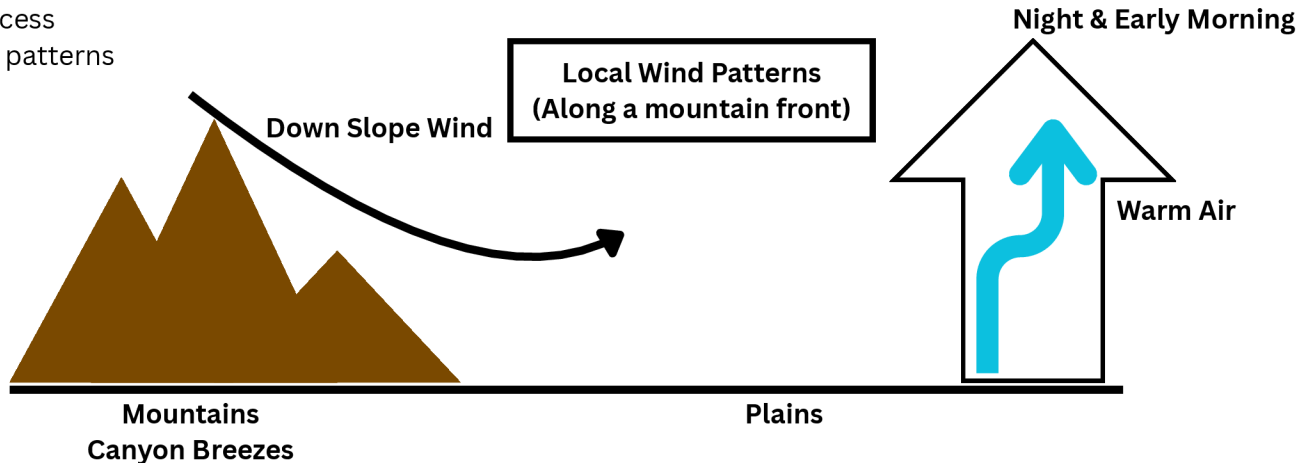 cess
patterns
Night & Early Morning
Local Wind Patterns
(Along a mountain front)
Down Slope Wind
Warm Air
Mountains
Canyon Breezes
Plains